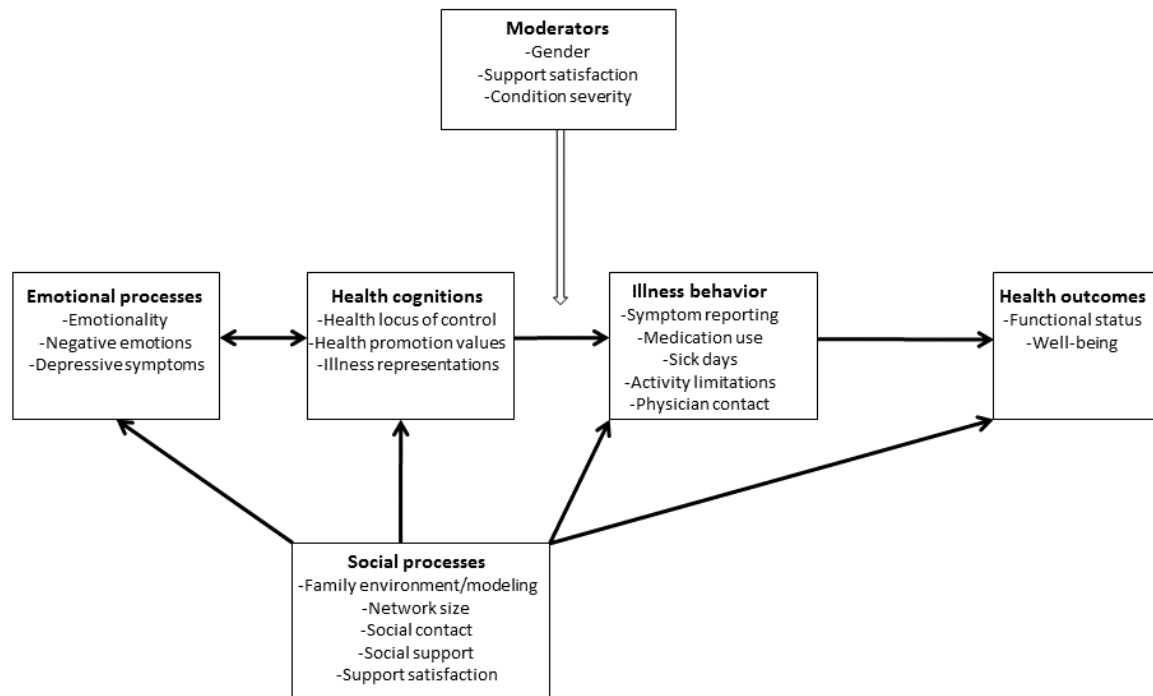 Moderators
-Gender
-Support satisfaction
-Condition severity
Emotional processes
-Emotionality
-Negative emotions
-Depressive symptoms
Health cognitions
-Health locus of control
-Health promotion values
-Illness representations
Illness behavior
-Symptom reporting
-Medication use
-Sick days
-Activity limitations
-Physician contact
Health outcomes
-Functional status
-Well-being
Social processes
-Family environment/modeling
-Network size
-Social contact
-Social support
-Support satisfaction